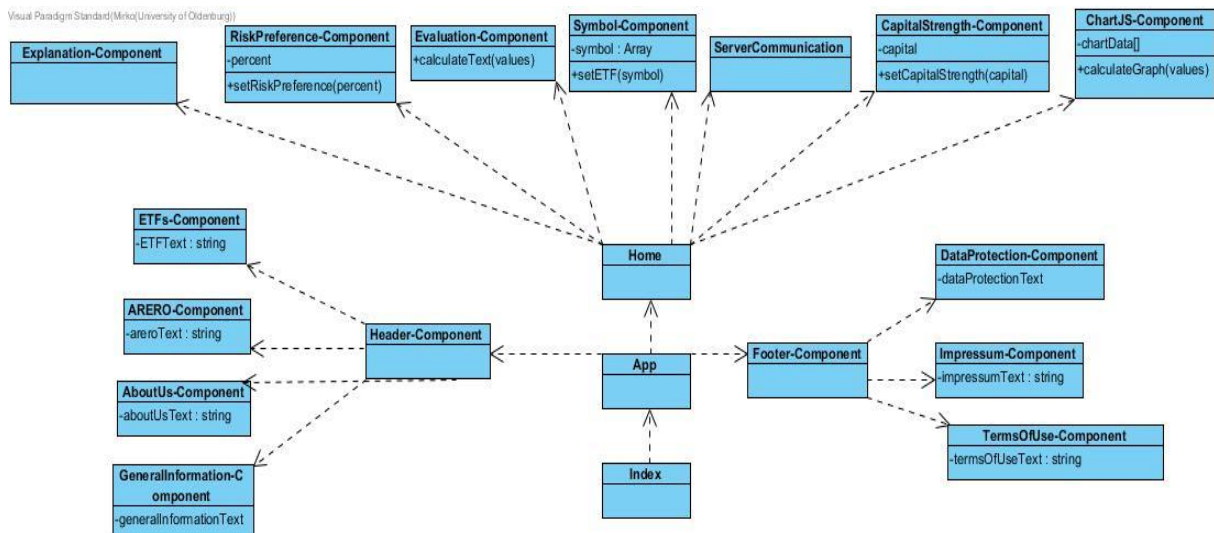 Visual Paradigm Standard(Mirko(University of Oldenburg))
Explanation-Component
RiskPreference-Component
-percent
+setRiskPreference(percent)
Evaluation-Component
+calculateText(values)
Symbol-Component
-symbol : Array
+setETF(symbol)
ServerCommunication
CapitalStrength-Component
-capital
+setCapitalStrength(capital)
ChartJS-Component
-chartData[]
+calculateGraph(values)
ETFs-Component
-ETFText : string
ARERO-Component
-areroText : string
AboutUs-Component
-aboutUsText : string
GeneralInformation-C
omponent
-generalInformationText
Header-Component
Home
App
Index
Footer-Component
DataProtection-Component
-dataProtectionText
Impressum-Component
-impressumText : string
TermsOfUse-Component
-termsOfUseText : string